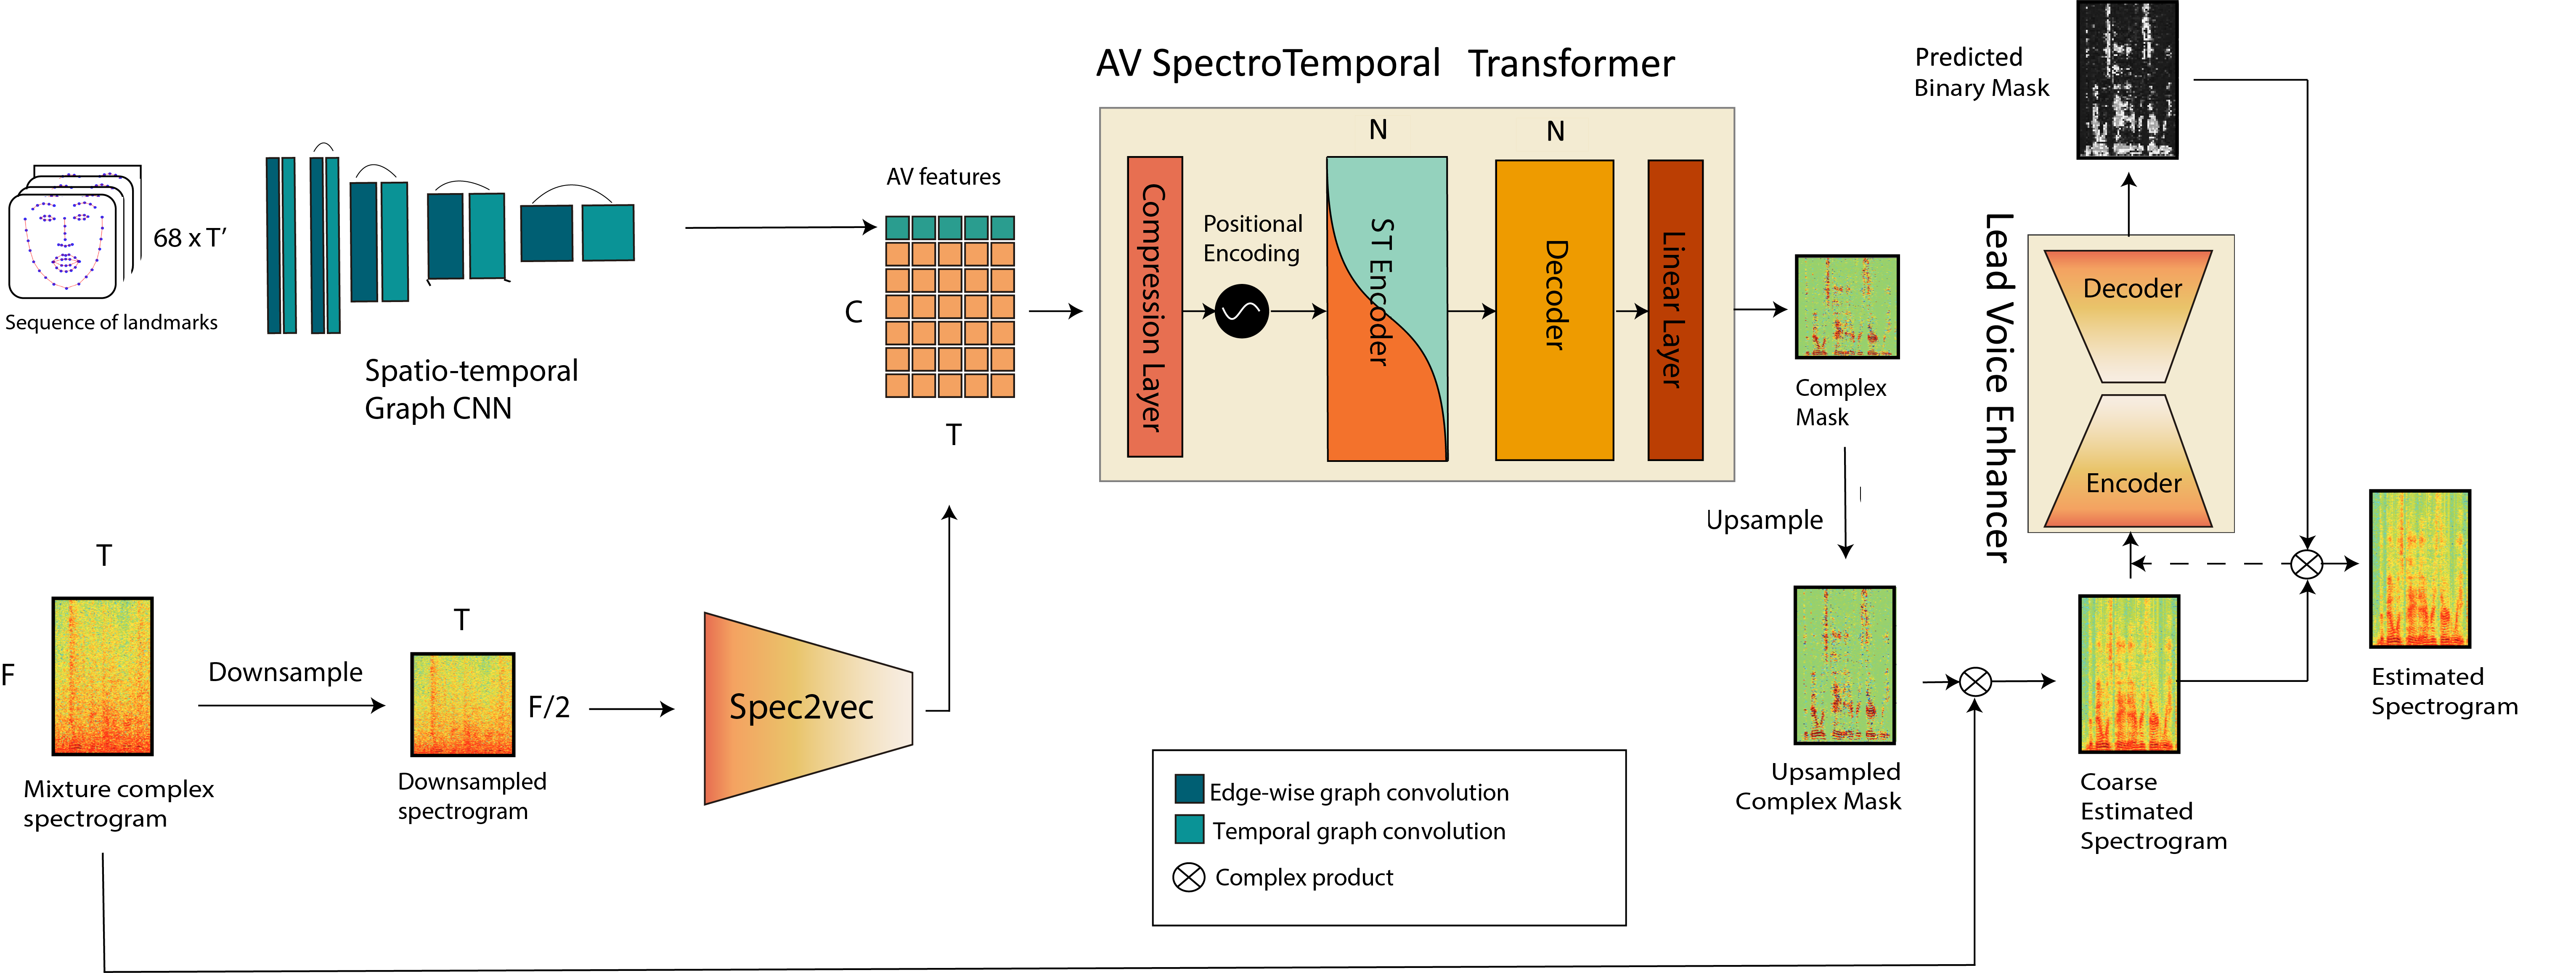 AV SpectroTemporal Transformer
Predicted
Binary Mask
N
N
AV features
68 x T’
Sequence of landmarks
Spatio-temporal
Graph CNN
C
T
Compression Layer
Positional
Encoding
ST Encoder
Decoder
Linear Layer
Complex
Mask
Upsample
Lead Voice Enhancer
Decoder
Encoder
T
F
Mixture complex
spectrogram
Downsample
T
F/2
Downsampled
spectrogram
Spec2vec
Upsampled
Complex Mask
Coarse
Estimated
Spectrogram
Estimated
Spectrogram
Edge-wise graph convolution
Temporal graph convolution
Complex product